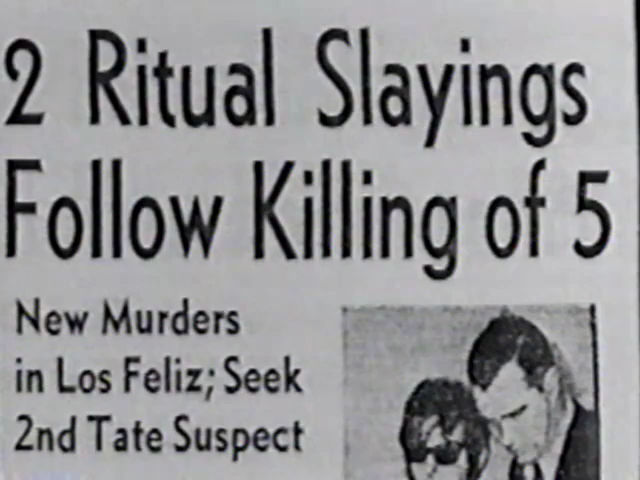 2 Ritual Slayings
Follow Killing of 5
New Murders
in Los Feliz; Seek
2nd Tate Suspect